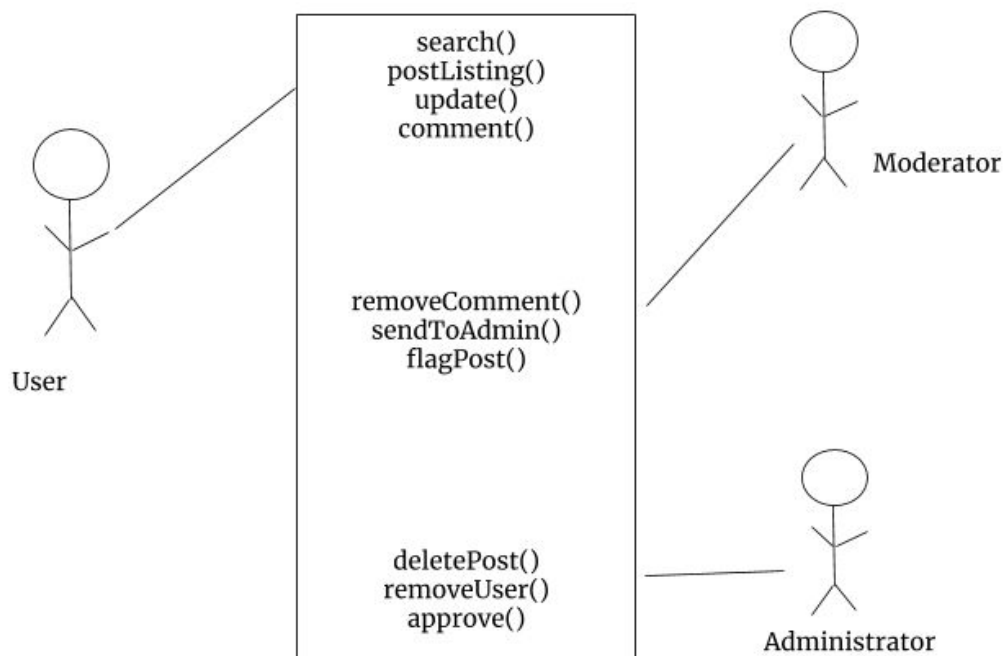 search()
postListing()
update()
comment()
Moderator
removeComment()
sendToAdmin()
flagPost()
User
deletePost()
removeUser()
approve()
Administrator